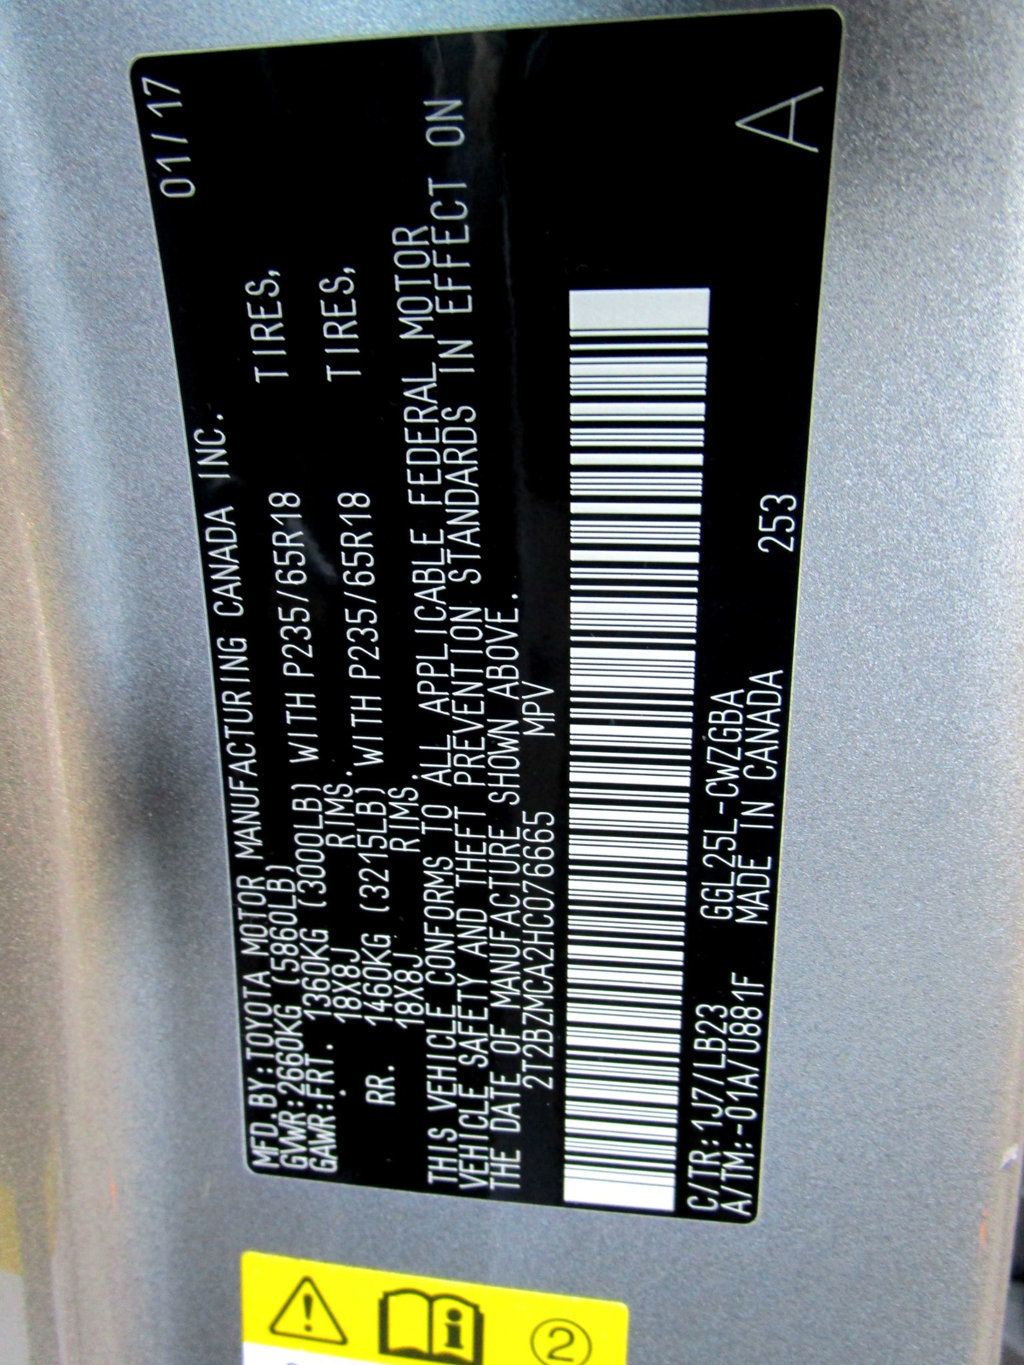 MFD.BY:TOYOTA MOTOR MANUFACTURING CANADA INC. 01/17
GVWR:2660KG (5860LB)
GAWR:FRT. 1360KG (3000LB) WITH P235/65R18 TIRES,
18X8J RIMS.
RR. 1460KG (3215LB) WITH P235/65R18 TIRES,
18X8J RIMS.
THIS VEHICLE CONFORMS TO ALL APPLICABLE FEDERAL MOTOR
VEHICLE SAFETY AND THEFT PREVENTION STANDARDS IN EFFECT ON
THE DATE OF MANUFACTURE SHOWN ABOVE.
2T2BZMCA2HC076665 MPV
C/TR:1J7/LB23 GGL25L-CWZGBA 253
A/TM:-01A/U881F MADE IN CANADA A
2